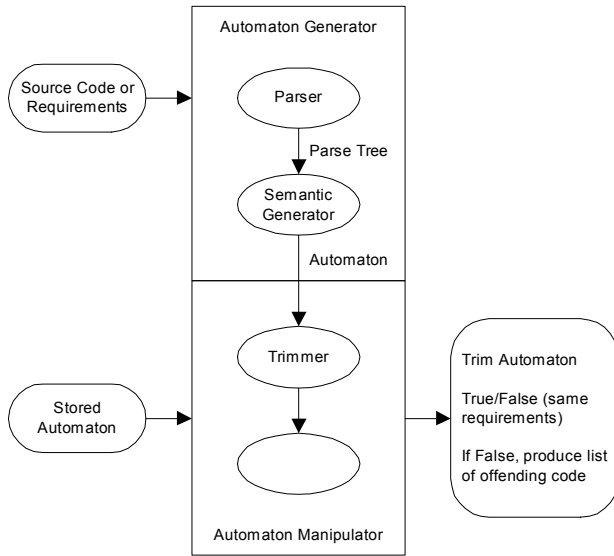 Automaton Generator
Source Code or
Requirements
Parser
Parse Tree
Semantic
Generator
Automaton
Trimmer
Stored
Automaton
Trim Automaton
True/False (same
requirements)
If False, produce list
of offending code
Automaton Manipulator